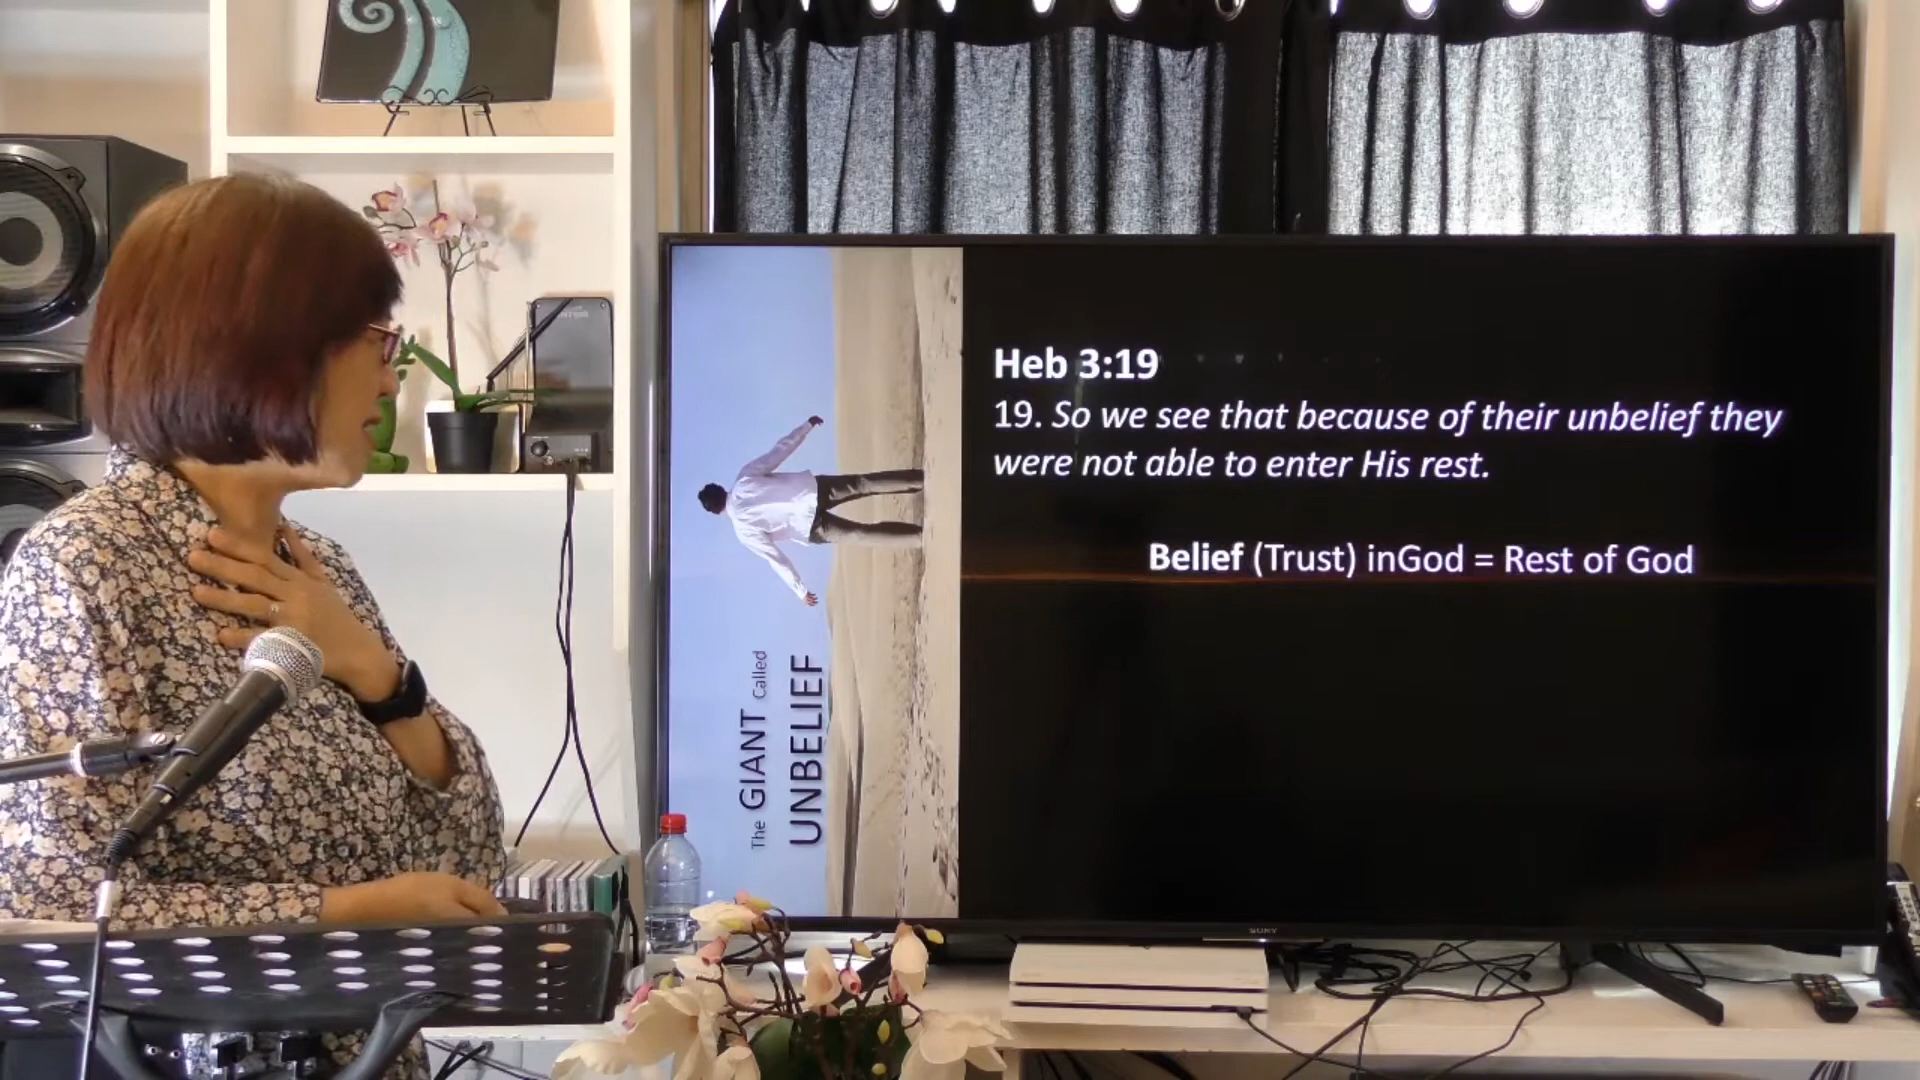 The GIANT Called
UNBELIEF
Heb 3:19
19. So we see that because of their unbelief they
were not able to enter His rest.
Belief (Trust) inGod = Rest of God
SONY